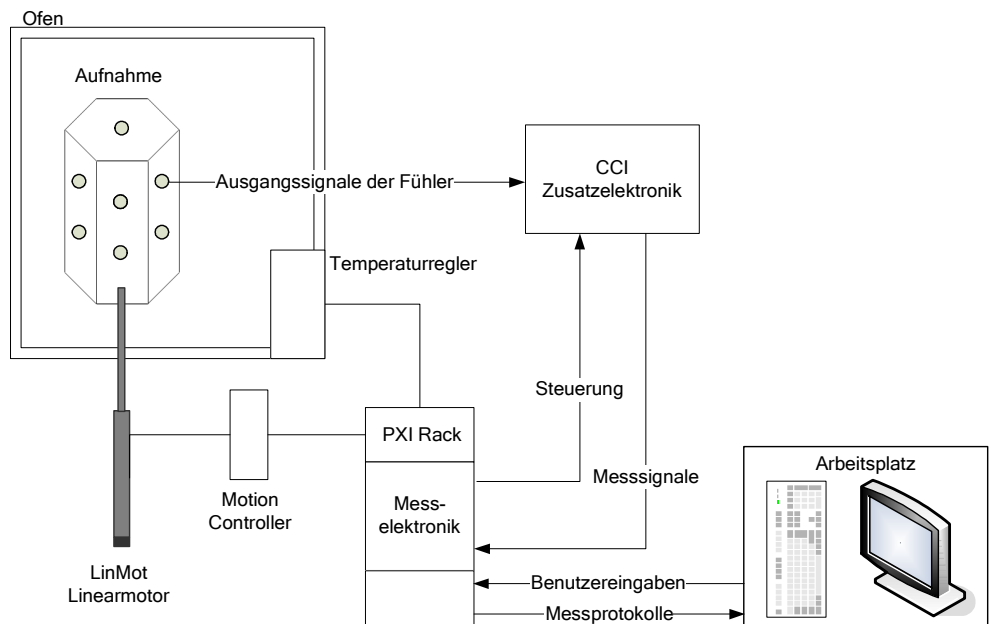 Ofen
Aufnahme
Ausgangssignale der Fühler
CCI
Zusatzelektronik
Temperaturregler
Steuerung
PXI Rack
Messsignale
Arbeitsplatz
Mess-
elektronik
Motion
Controller
LinMot
Linearmotor
Benutzereingaben
Messprotokolle